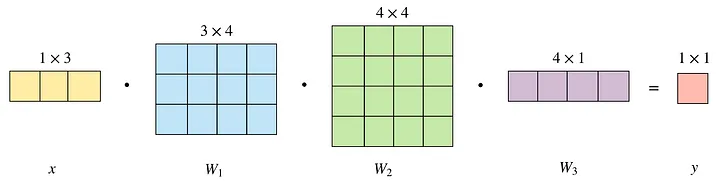 1 × 3
3 × 4
4 × 4
4 × 1
1 × 1
· · · =
x W₁ W₂ W₃ y